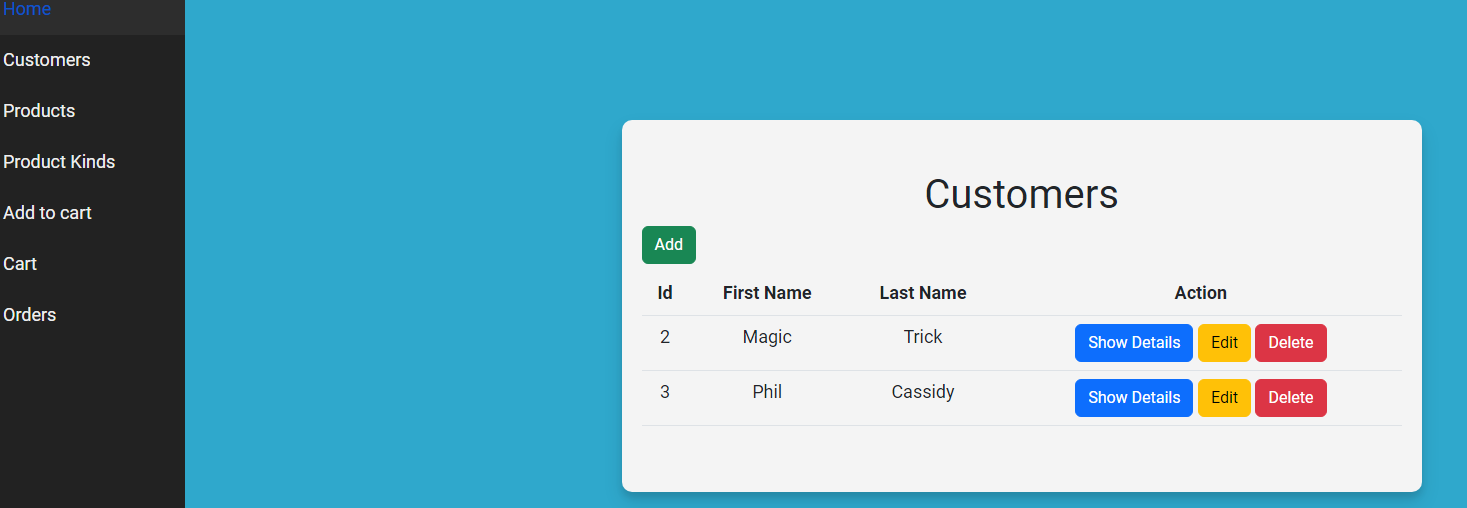 Home
Customers
Products
Product Kinds
Add to cart
Cart
Orders
Customers
Add
Id First Name Last Name Action
2 Magic Trick Show Details Edit Delete
3 Phil Cassidy Show Details Edit Delete